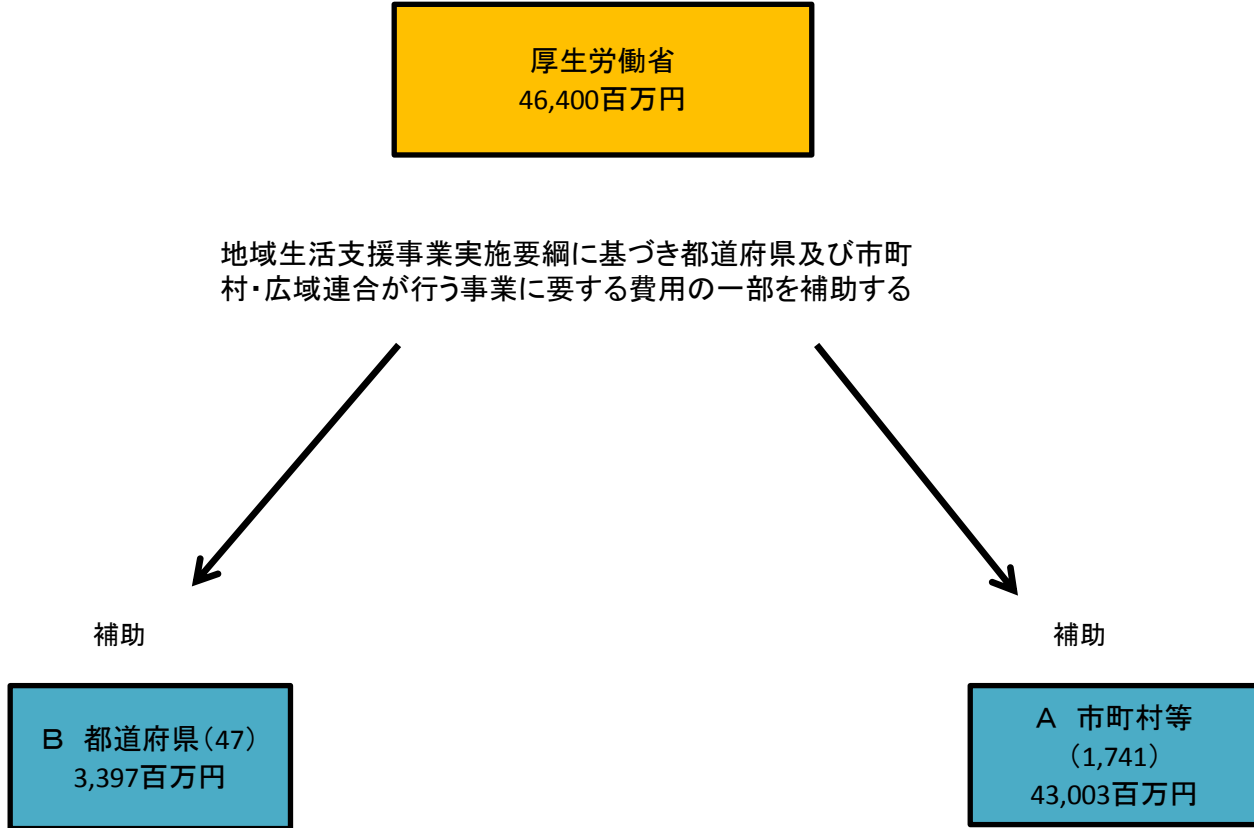 厚生労働省
46,400百万円
地域生活支援事業実施要綱に基づき都道府県及び市町
村・広域連合が行う事業に要する費用の一部を補助する
補助
補助
B 都道府県(47)
3,397百万円
A 市町村等
(1,741)
43,003百万円